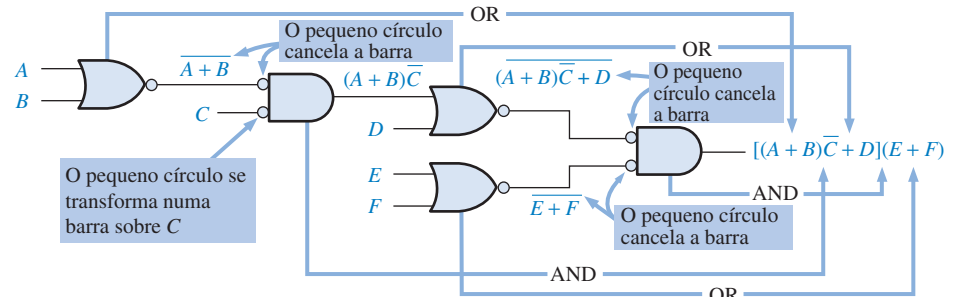 OR
O pequeno círculo
cancela a barra
OR
A
B
$\overline{A + B}$
C
$(A + B)\overline{C}$
D
$\overline{(A + B)\overline{C} + D}$
O pequeno
círculo cancela
a barra
$[(A + B)\overline{C} + D](E + F)$
O pequeno círculo se
transforma numa
barra sobre C
E
F
$\overline{E + F}$
AND
O pequeno círculo
cancela a barra
AND
OR